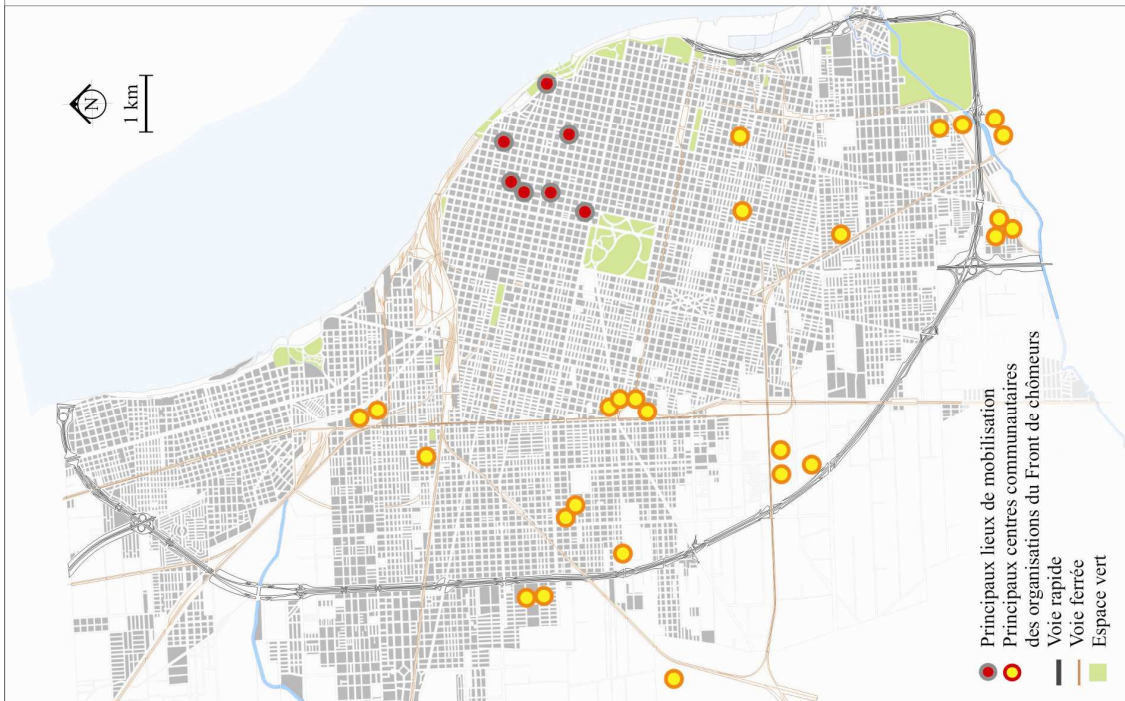 N
1 km
Principaux lieux de mobilisation
Principaux centres communautaires
des organisations du Front de chômeurs
Voie rapide
Voie ferrée
Espace vert